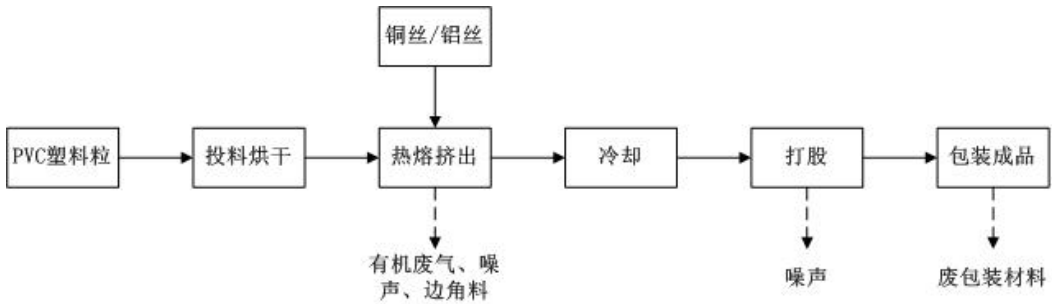 铜丝/铝丝
PVC塑料粒
投料烘干
热熔挤出
冷却
打股
包装成品
有机废气、噪
声、边角料
噪声
废包装材料